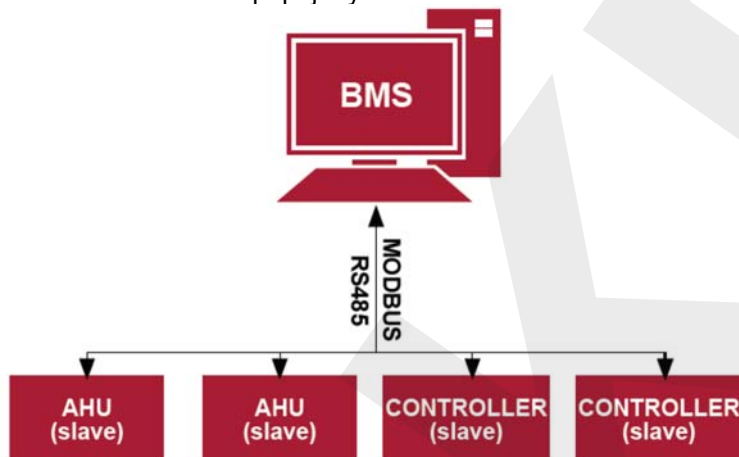 BMS
MODBUS
RS485
AHU
(slave)
AHU
(slave)
CONTROLLER
(slave)
CONTROLLER
(slave)